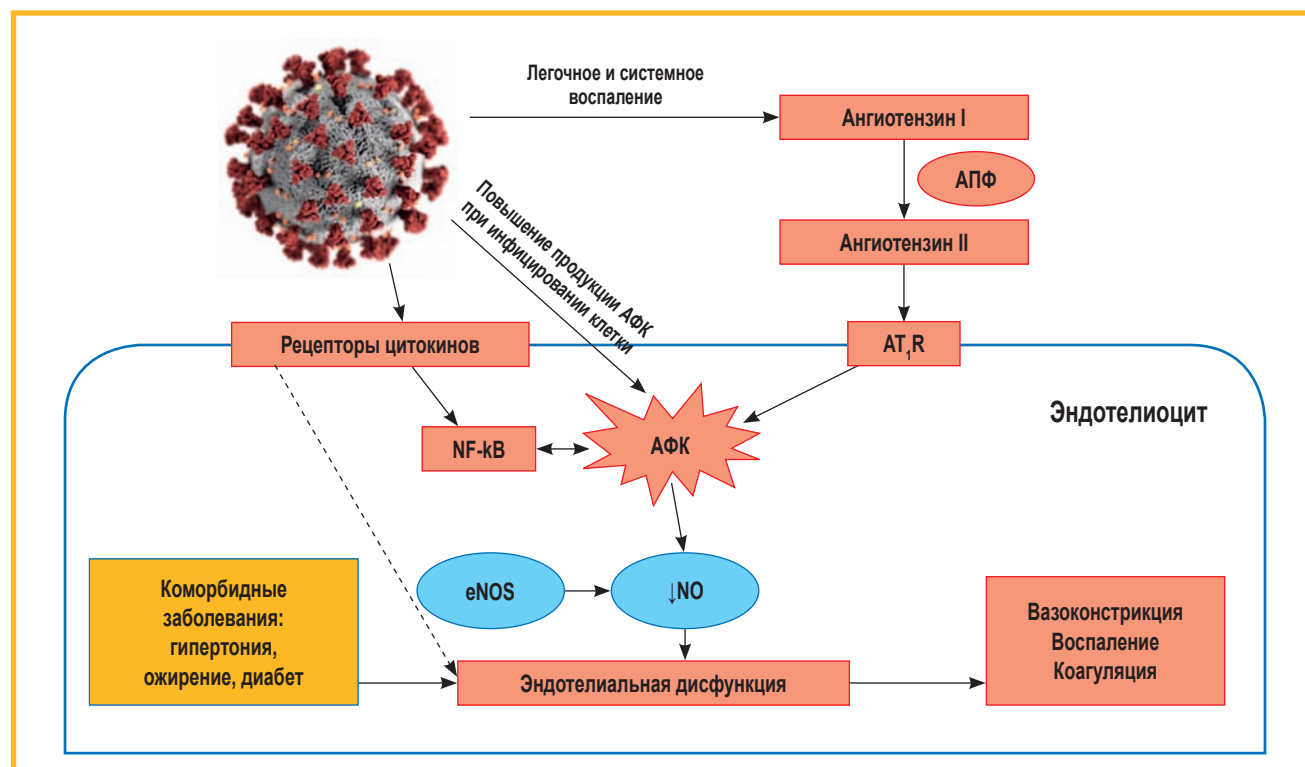 Легочное и системное
воспаление
Ангиотензин I
АПФ
Повышение продукции АФК
при инфицировании клетки
Ангиотензин II
Рецепторы цитокинов
AT₁R
Эндотелиоцит
NF-kB
АФК
Коморбидные
заболевания:
гипертония,
ожирение, диабет
eNOS
↓NO
Вазоконстрикция
Воспаление
Коагуляция
Эндотелиальная дисфункция